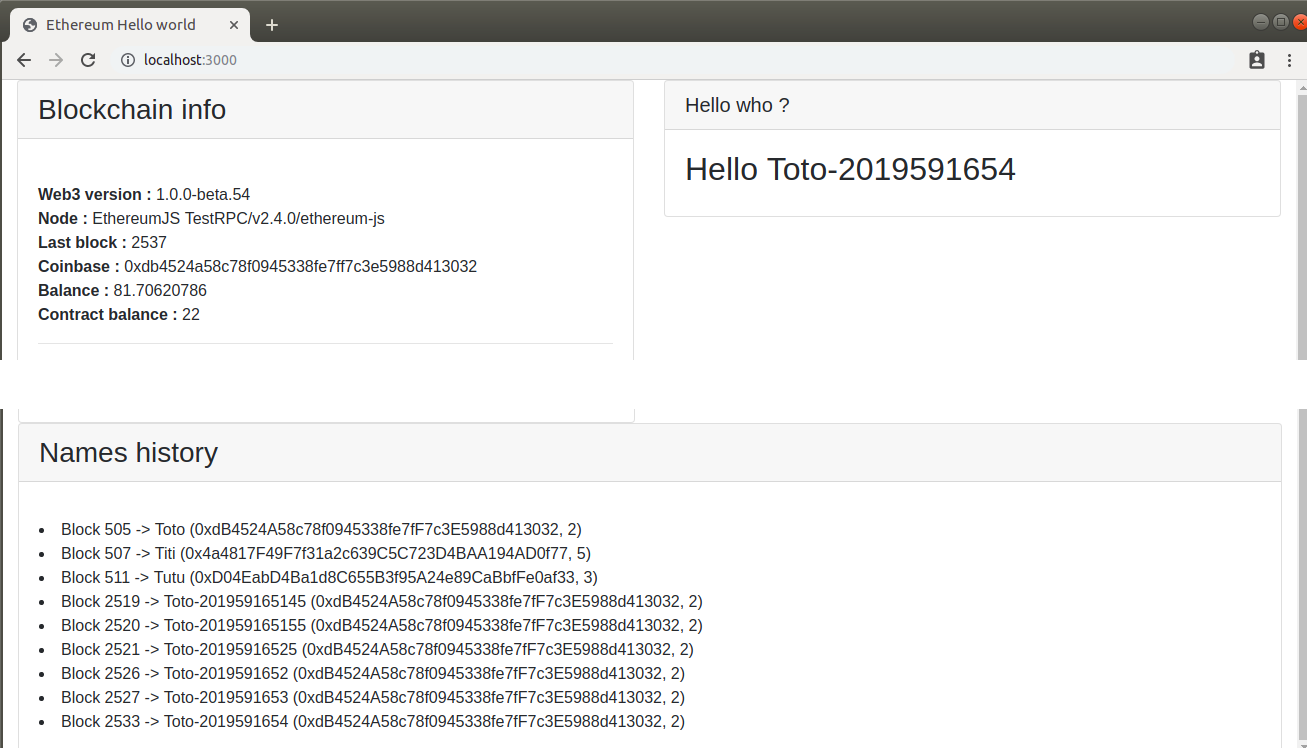 Ethereum Hello world
localhost:3000
Blockchain info
Web3 version : 1.0.0-beta.54
Node : EthereumJS TestRPC/v2.4.0/ethereum-js
Last block : 2537
Coinbase : 0xdb4524a58c78f0945338fe7ff7c3e5988d413032
Balance : 81.70620786
Contract balance : 22
Hello who ?
Hello Toto-2019591654
Names history
Block 505 -> Toto (0xdB4524A58c78f0945338fe7fF7c3E5988d413032, 2)
Block 507 -> Titi (0x4a4817F49F7f31a2c639C5C723D4BAA194AD0f77, 5)
Block 511 -> Tutu (0xD04EabD4Ba1d8C655B3f95A24e89CaBbfFe0af33, 3)
Block 2519 -> Toto-201959165145 (0xdB4524A58c78f0945338fe7fF7c3E5988d413032, 2)
Block 2520 -> Toto-201959165155 (0xdB4524A58c78f0945338fe7fF7c3E5988d413032, 2)
Block 2521 -> Toto-20195916525 (0xdB4524A58c78f0945338fe7fF7c3E5988d413032, 2)
Block 2526 -> Toto-2019591652 (0xdB4524A58c78f0945338fe7fF7c3E5988d413032, 2)
Block 2527 -> Toto-2019591653 (0xdB4524A58c78f0945338fe7fF7c3E5988d413032, 2)
Block 2533 -> Toto-2019591654 (0xdB4524A58c78f0945338fe7fF7c3E5988d413032, 2)